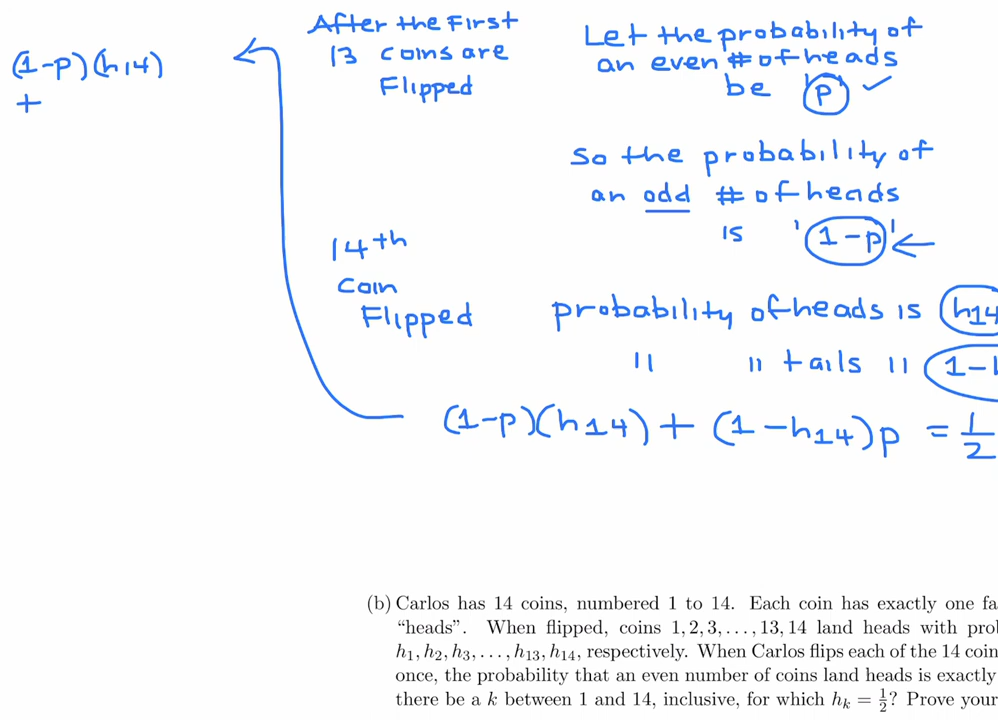 (1-p)(h14)
+
After the First
13 coins are
Flipped
Let the probability of
an even # of heads
be 'p' ✓
So the probability of
an odd # of heads
is '1-p' ←
14th
Coin
Flipped
probability of heads is h14
" " tails "
(1-p)(h14) + (1-h14)p = 1/2
(b) Carlos has 14 coins, numbered 1 to 14. Each coin has exactly one fa
"heads". When flipped, coins 1, 2, 3, . . . , 13, 14 land heads with pro
h1, h2, h3, . . . , h13, h14, respectively. When Carlos flips each of the 14 coin
once, the probability that an even number of coins land heads is exactly
there be a k between 1 and 14, inclusive, for which hk = 1/2? Prove your